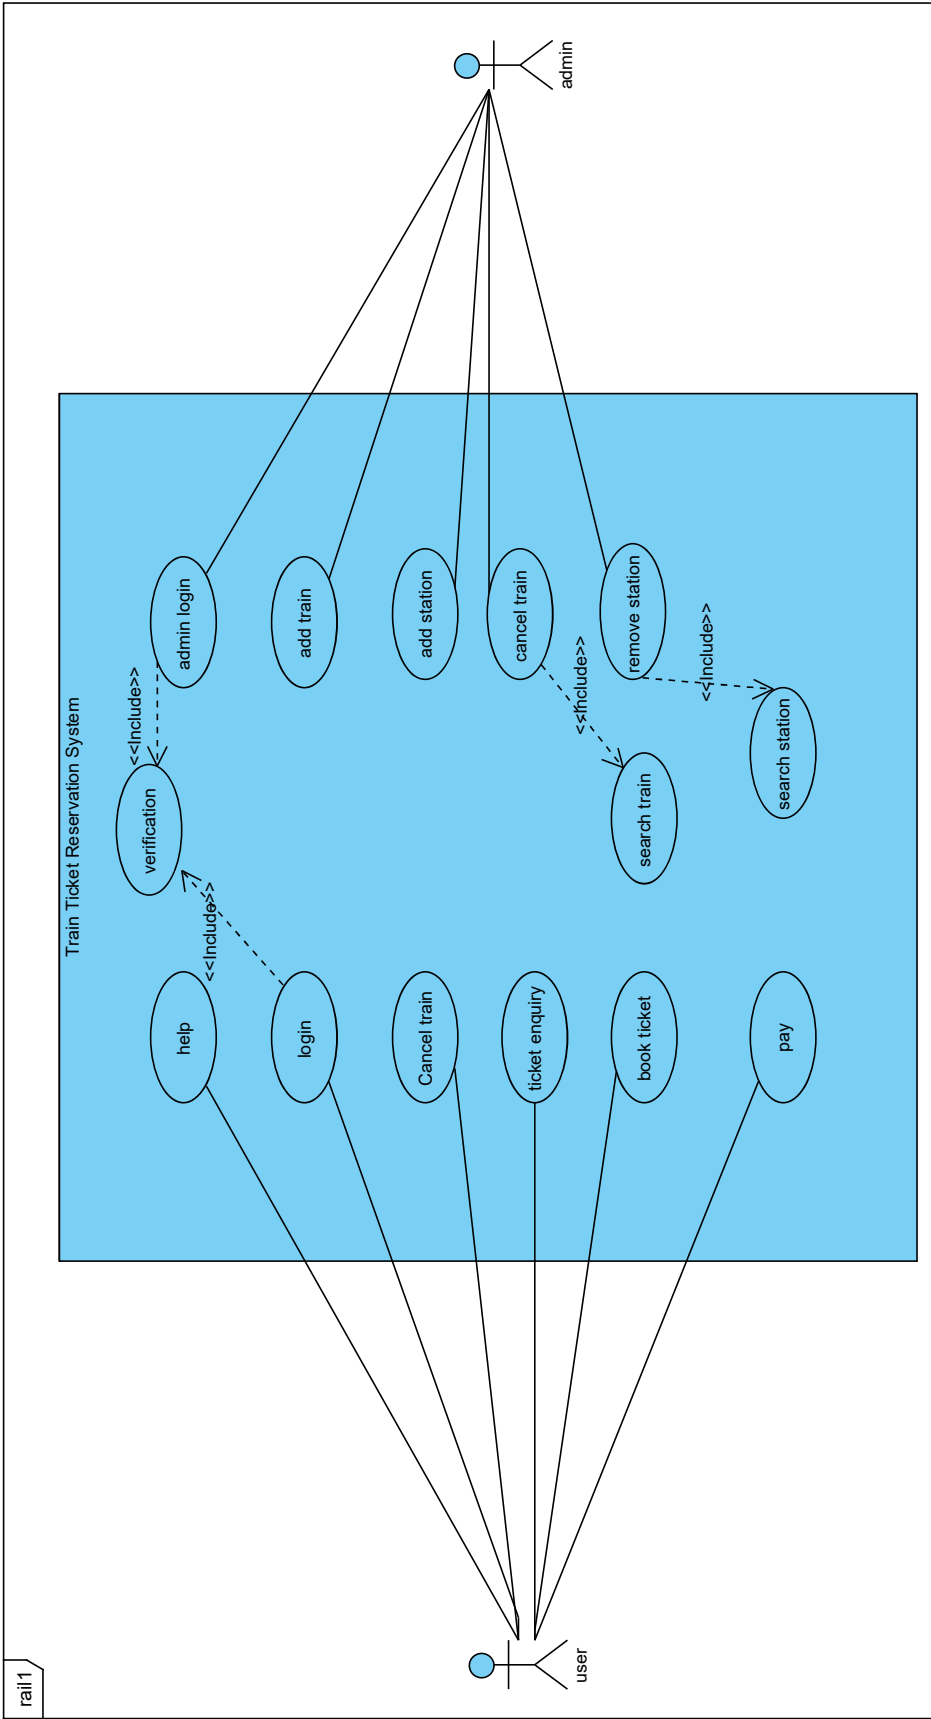 rail1
Train Ticket Reservation System
help
login
Cancel train
ticket enquiry
book ticket
pay
<<Include>>
verification
<<Include>>
search train
<<Include>>
search station
<<Include>>
admin login
add train
add station
cancel train
remove station
user
admin